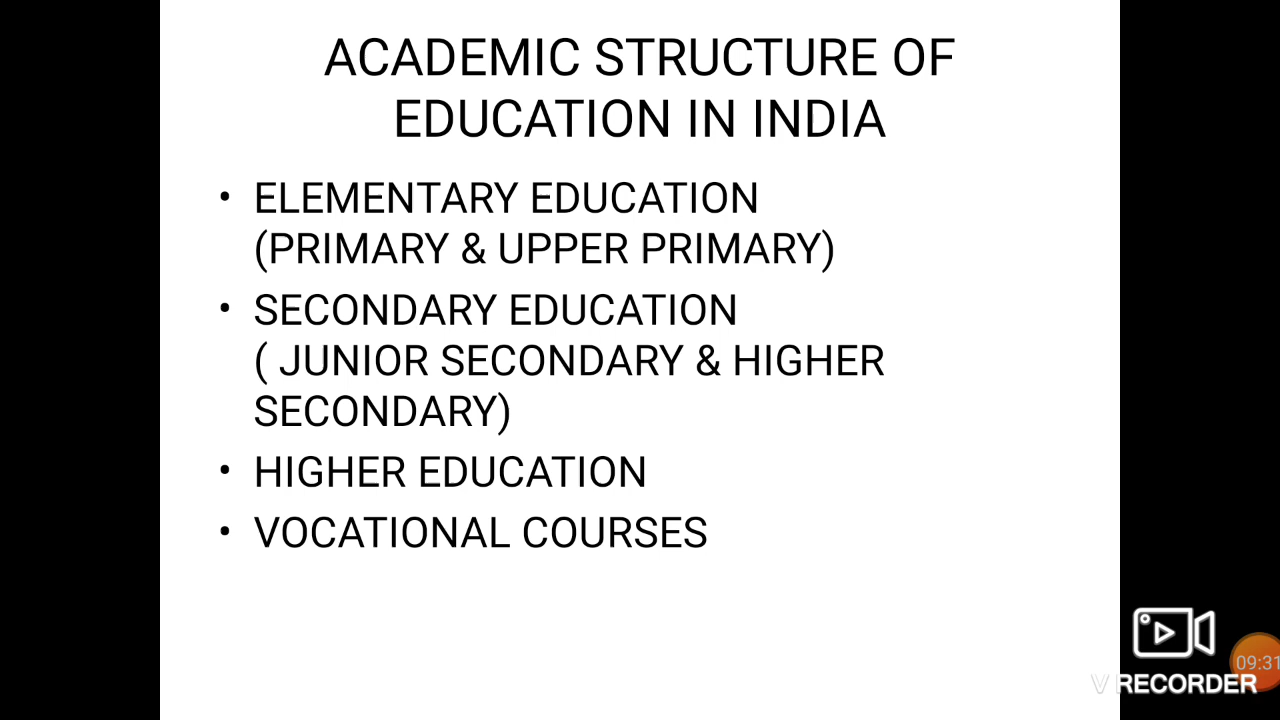 ACADEMIC STRUCTURE OF
EDUCATION IN INDIA
• ELEMENTARY EDUCATION
(PRIMARY & UPPER PRIMARY)
• SECONDARY EDUCATION
( JUNIOR SECONDARY & HIGHER
SECONDARY)
• HIGHER EDUCATION
• VOCATIONAL COURSES
09:31
V RECORDER